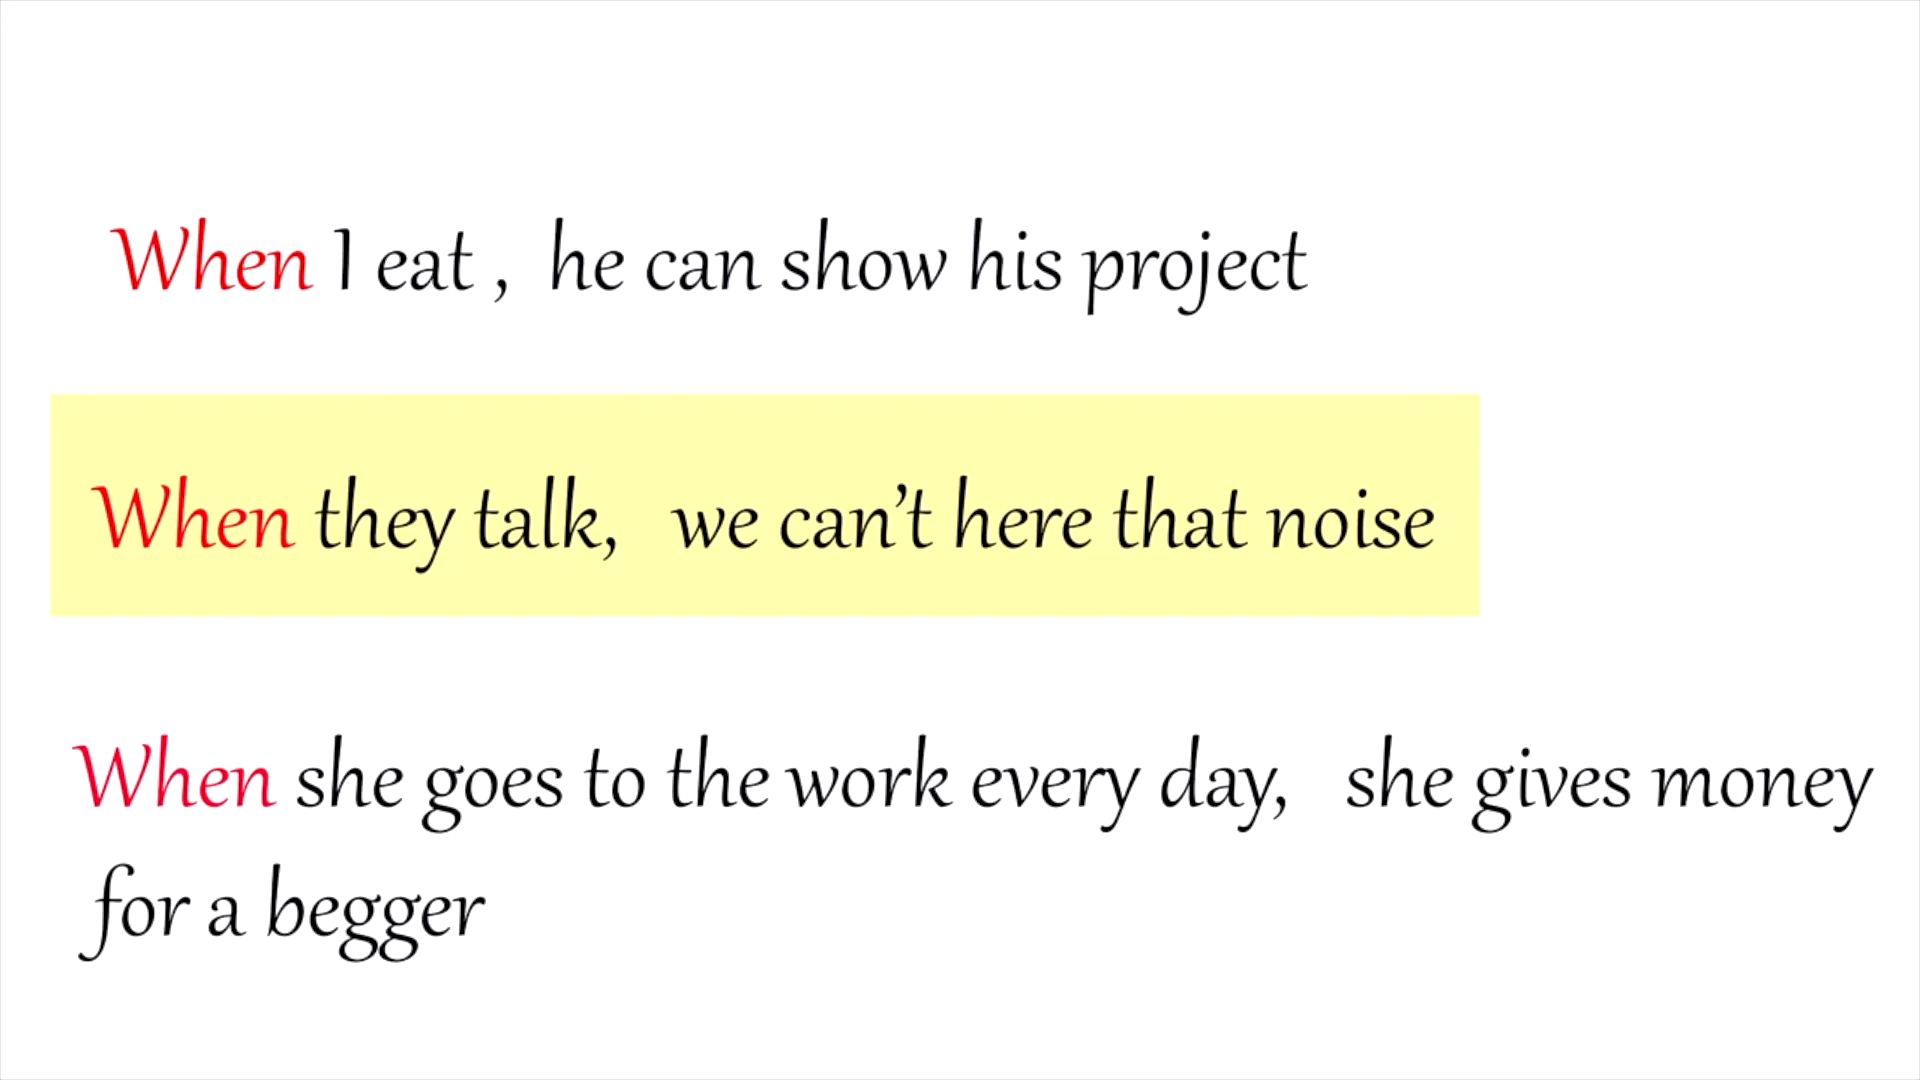 When I eat , he can show his project
When they talk, we can't here that noise
When she goes to the work every day, she gives money
for a begger